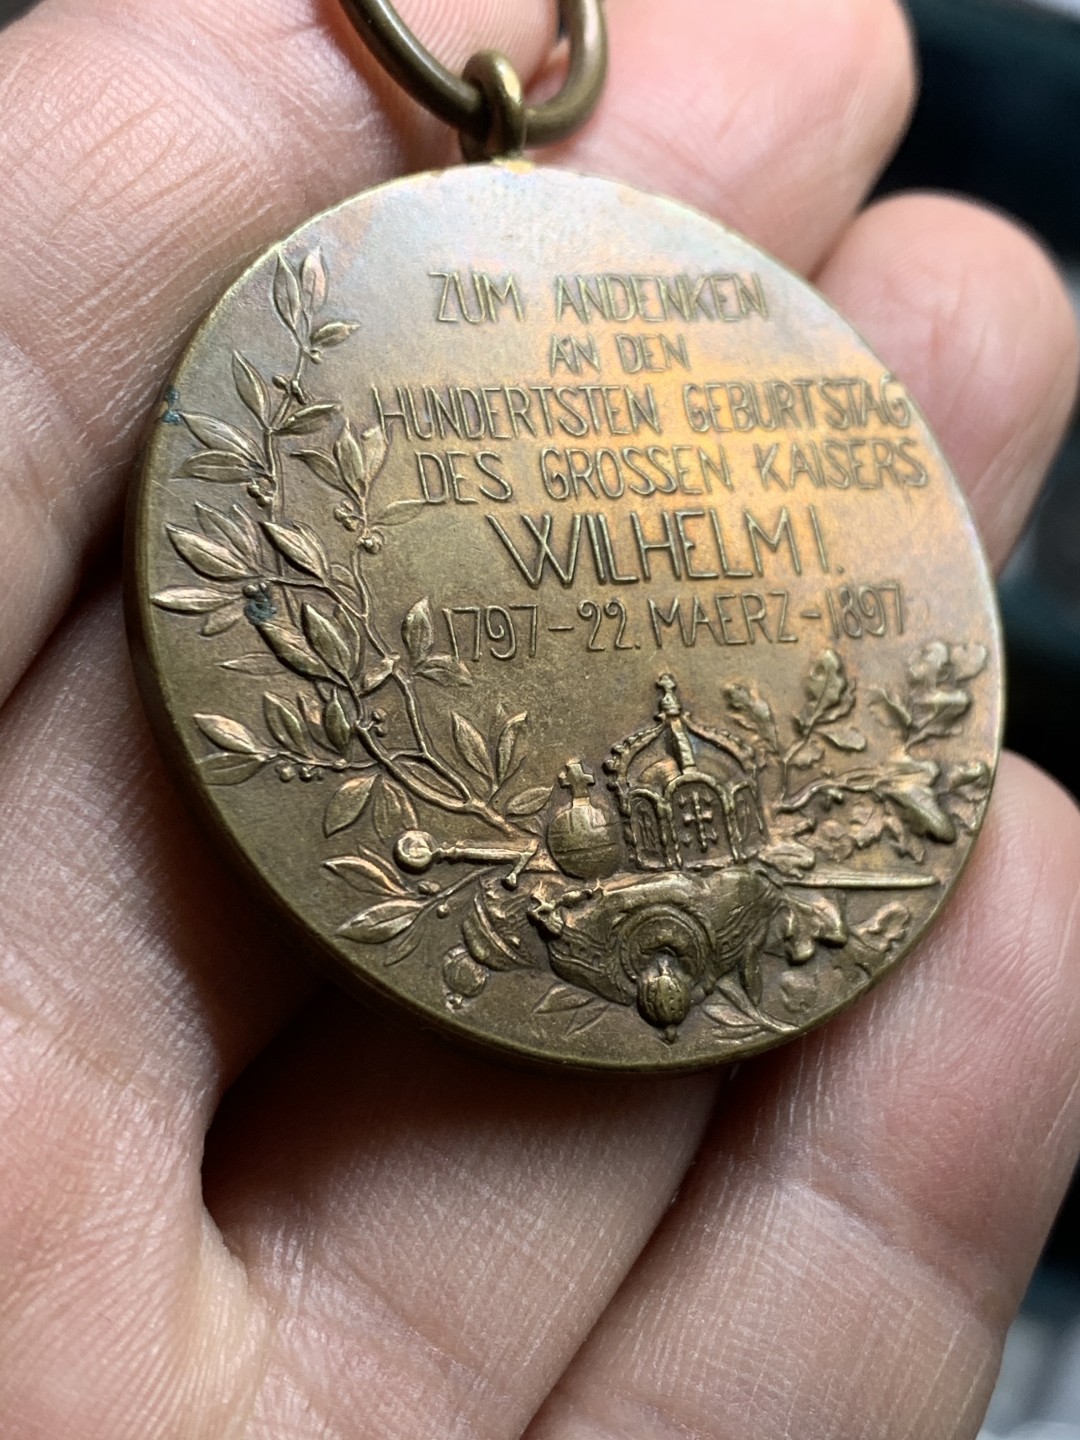 ZUM ANDENKEN
AN DEN
HUNDERTSTEN GEBURTSTAG
DES GROSSEN KAISERS
WILHELM I.
1797-22. MAERZ-1897